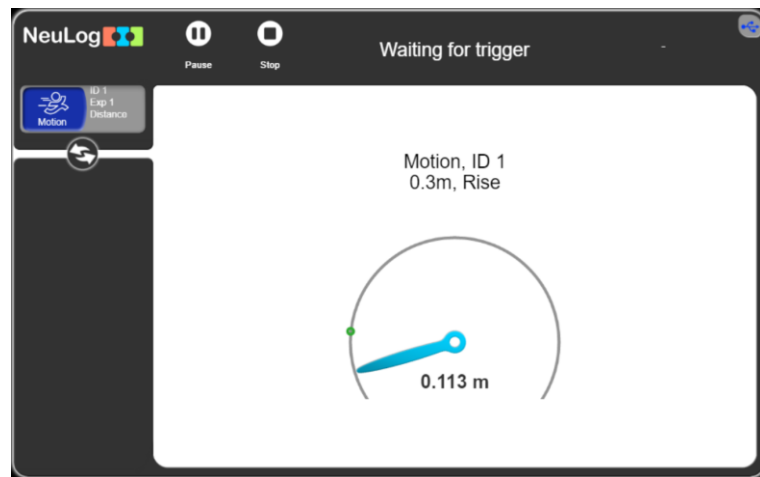 NeuLog
Pause
Stop
Waiting for trigger
-
Motion
ID 1
Exp 1
Distance
Motion, ID 1
0.3m, Rise
0.113 m